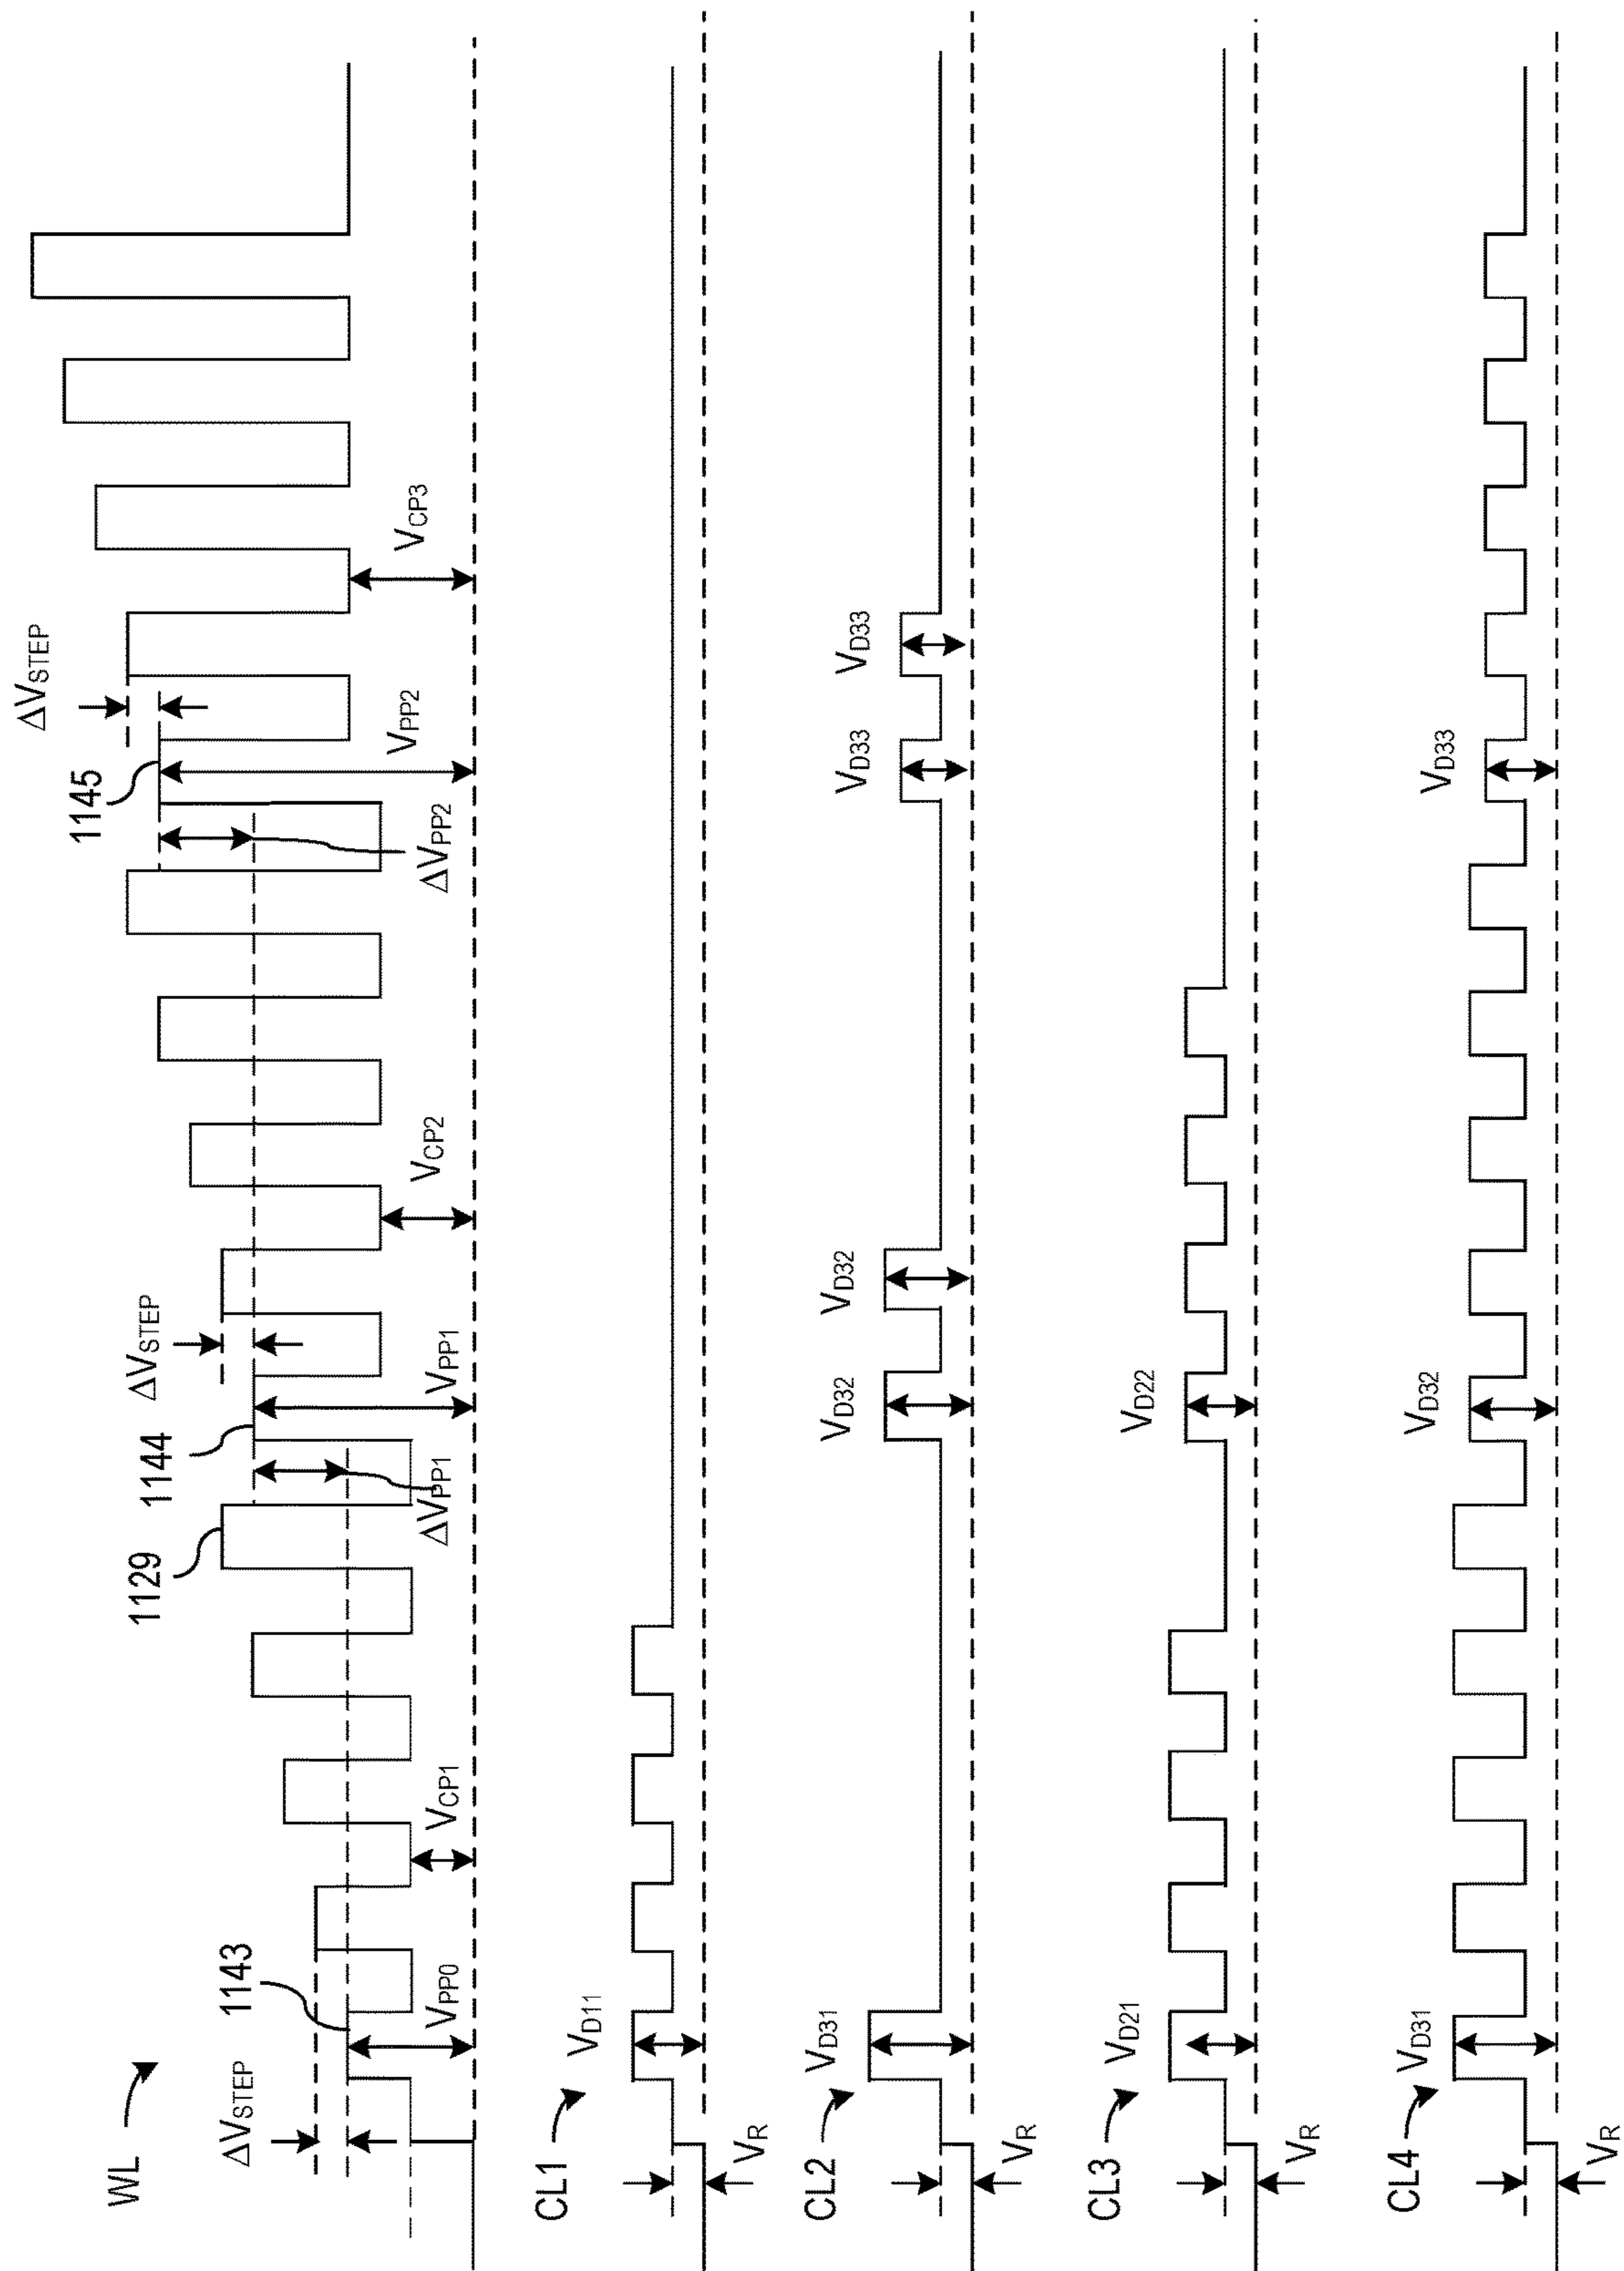 WL
ΔVSTEP
1143
VPP0
VCP1
1129
ΔVPP1
1144
VPP1
ΔVSTEP
VCP2
ΔVPP2
1145
VPP2
ΔVSTEP
VCP3
CL1
VR
VD11
CL2
VR
VD31
VD32
VD32
VD33
VD33
CL3
VR
VD21
VD22
CL4
VR
VD31
VD32
VD33